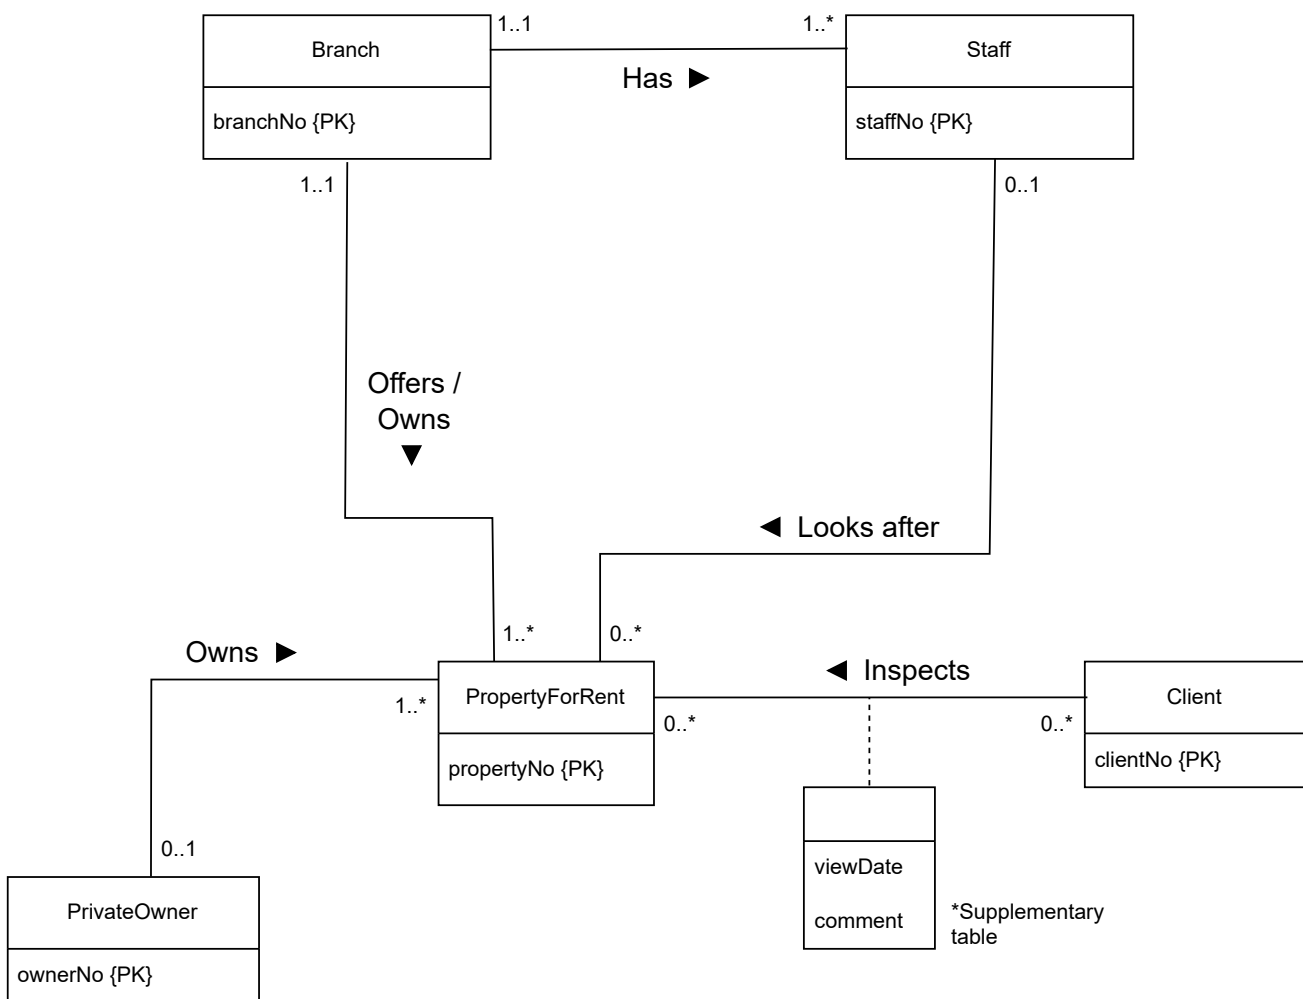 Branch
1..1
1..*
Staff
Has ►
branchNo {PK}
staffNo {PK}
1..1
0..1
Offers /
Owns
▼
◄ Looks after
1..*
0..*
Owns ►
◄ Inspects
PropertyForRent
Client
1..*
0..*
0..*
propertyNo {PK}
clientNo {PK}
0..1
viewDate
PrivateOwner
comment
*Supplementary
table
ownerNo {PK}